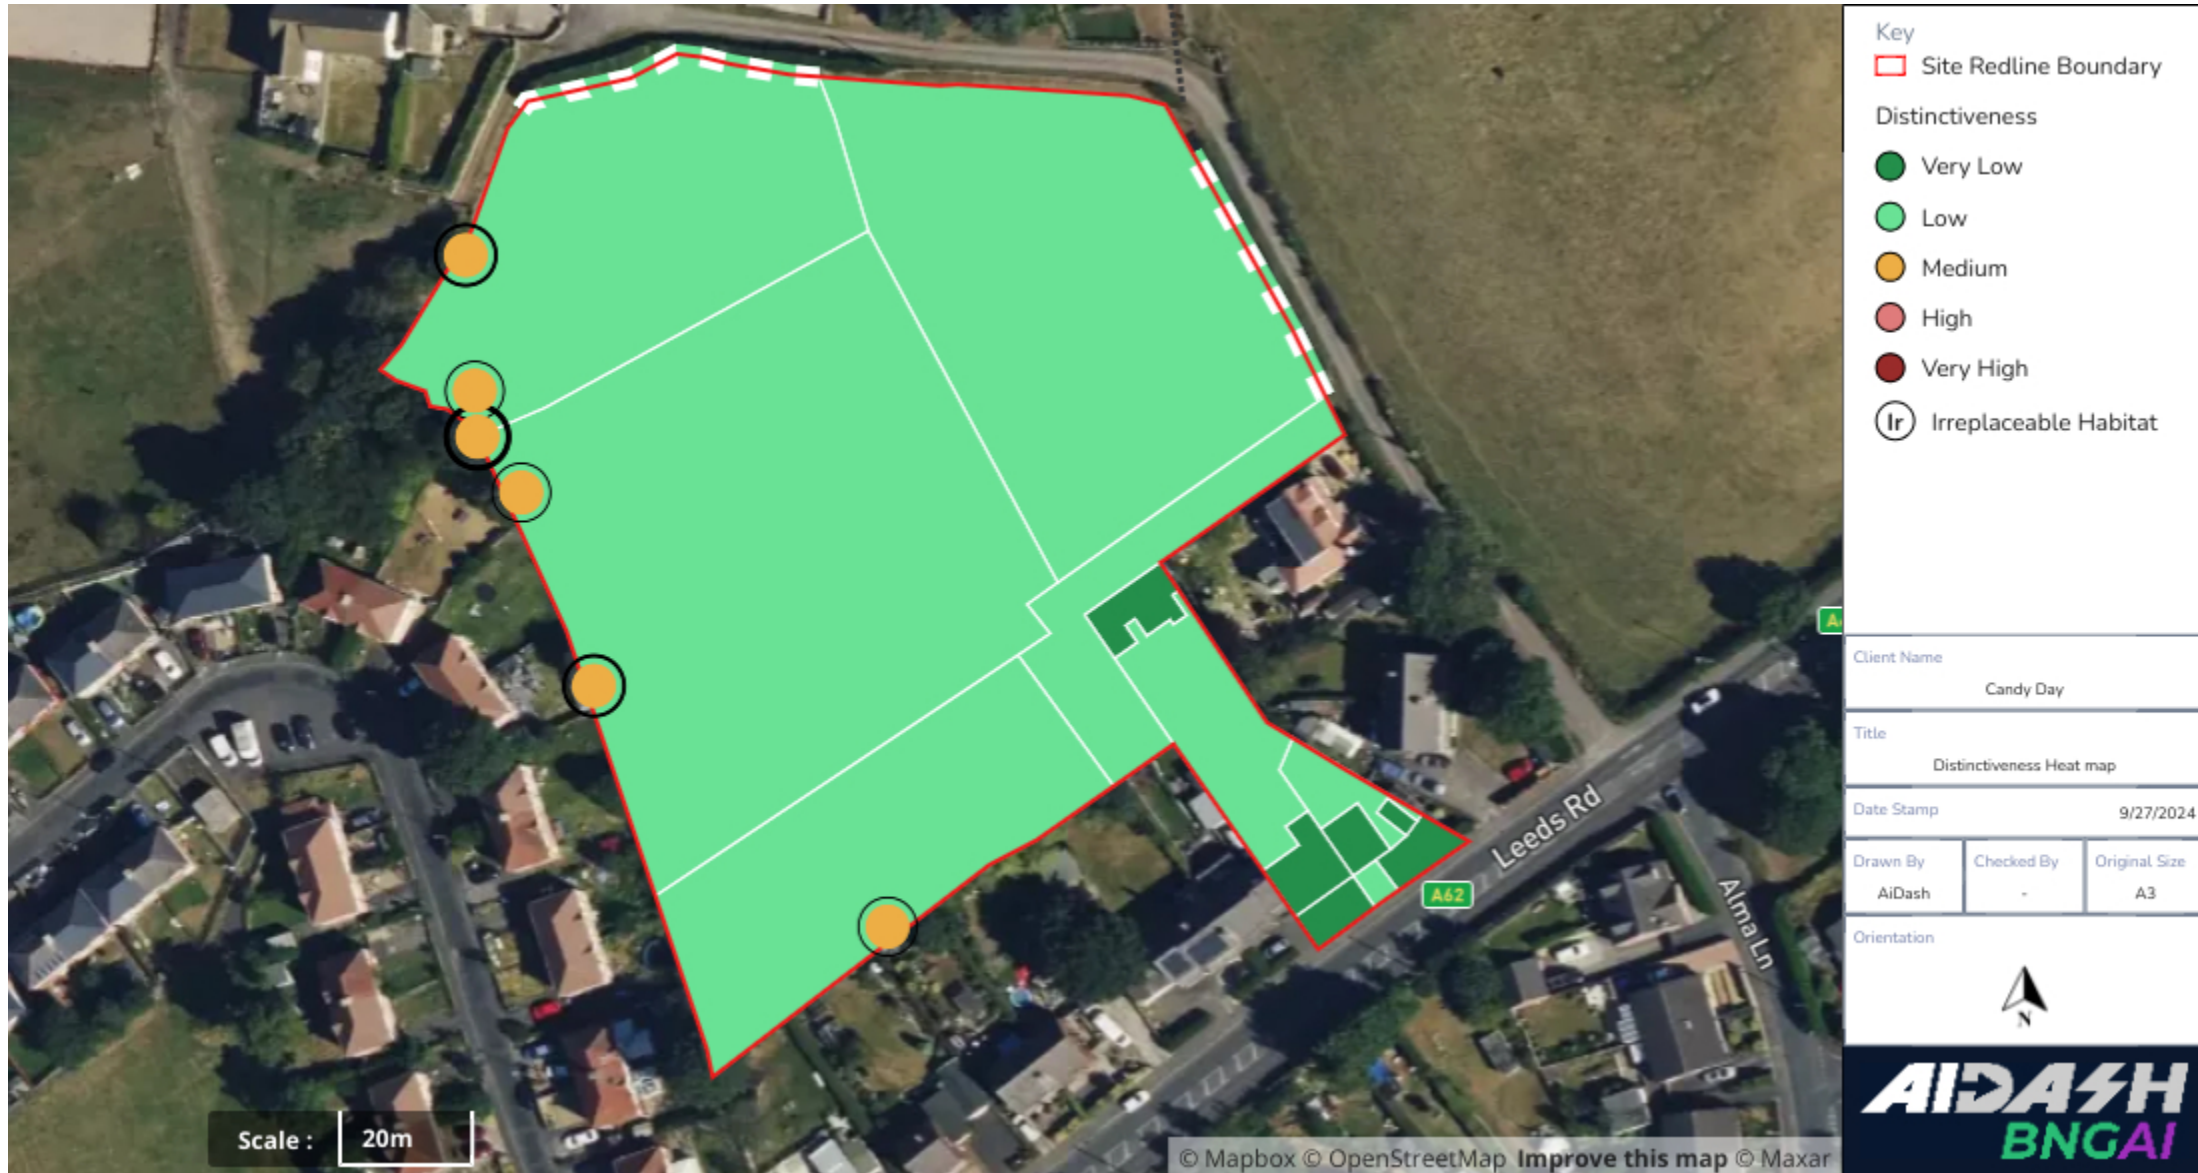 Key
Site Redline Boundary
Distinctiveness
Very Low
Low
Medium
High
Very High
Ir Irreplaceable Habitat
Leeds Rd
A62
Alma Ln
Client Name
Candy Day
Title
Distinctiveness Heat map
Date Stamp 9/27/2024
Drawn By Checked By Original Size
AiDash - A3
Orientation
N
AIDASH
BNGAI
Scale : 20m
© Mapbox © OpenStreetMap Improve this map © Maxar